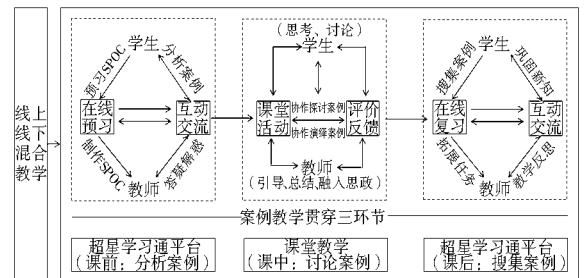 线上
线下
混合
教学
学生
预习SPOC
分析案例
在线
预习
互动
交流
制作SPOC
答疑解惑
教师
(思考、讨论)
学生
课堂
活动
协作探讨案例
协作演绎案例
评价
反馈
教师
(引导、总结、融入思政)
学生
搜集案例
巩固新知
在线
复习
互动
交流
拓展任务
教学反思
教师
案例教学贯穿三环节
超星学习通平台
(课前:分析案例)
课堂教学
(课中:讨论案例)
超星学习通平台
(课后:搜集案例)